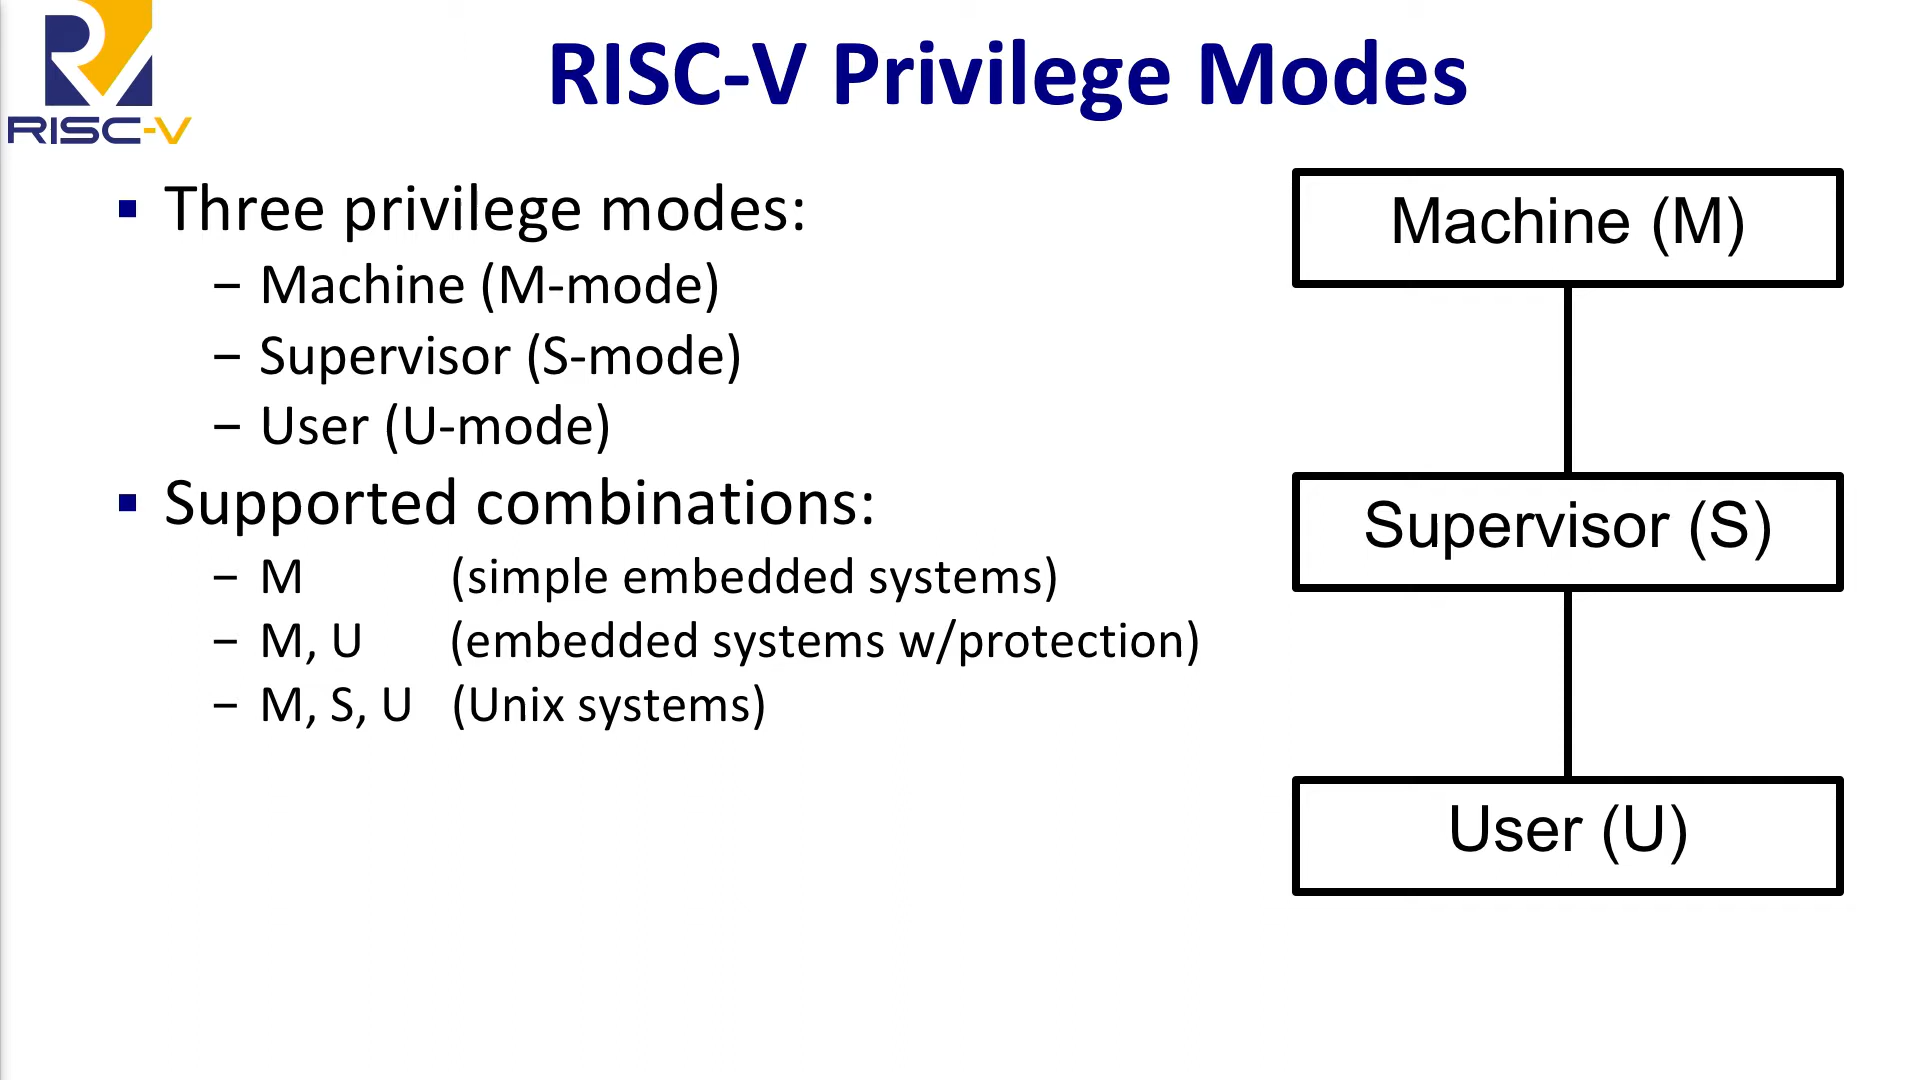 RISC-V
RISC-V Privilege Modes
▪ Three privilege modes:
– Machine (M-mode)
– Supervisor (S-mode)
– User (U-mode)
▪ Supported combinations:
– M (simple embedded systems)
– M, U (embedded systems w/protection)
– M, S, U (Unix systems)
Machine (M)
Supervisor (S)
User (U)